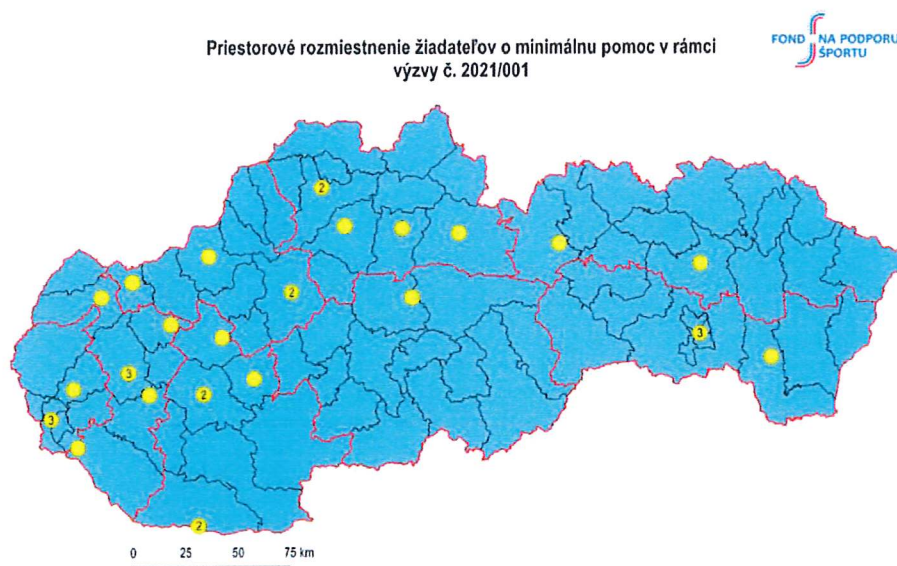 Priestorové rozmiestnenie žiadateľov o minimálnu pomoc v rámci
výzvy č. 2021/001
FOND NA PODPORU
ŠPORTU
2
2
3
3
2
3
2
0 25 50 75 km